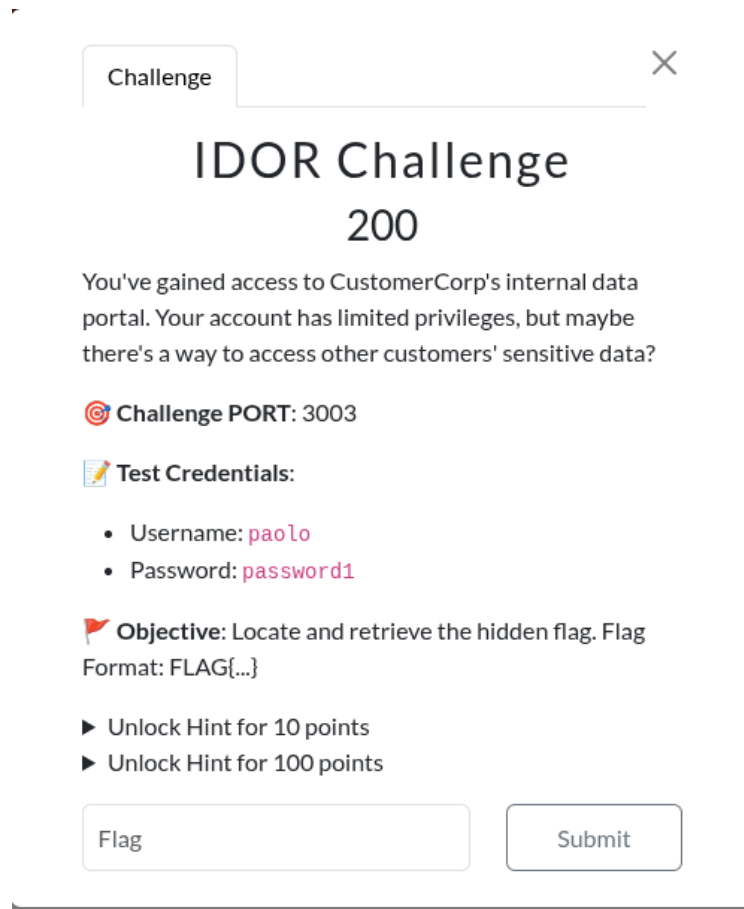 Challenge
IDOR Challenge
200
You've gained access to CustomerCorp's internal data
portal. Your account has limited privileges, but maybe
there's a way to access other customers' sensitive data?
🎯 Challenge PORT: 3003
📝 Test Credentials:
• Username: paolo
• Password: password1
🚩 Objective: Locate and retrieve the hidden flag. Flag
Format: FLAG{...}
▶ Unlock Hint for 10 points
▶ Unlock Hint for 100 points
Flag
Submit